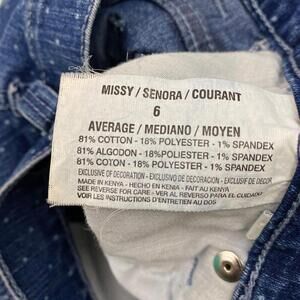 MISSY / SEÑORA / COURANT
6
AVERAGE / MEDIANO / MOYEN
81% COTTON - 18% POLYESTER - 1% SPANDEX
81% ALGODON - 18%POLIESTER - 1% SPANDEX
81% COTON - 18% POLYESTER - 1% SPANDEX
EXCLUSIVE OF DECORATION - EXCLUSIVO DE DECORACION - EXCLUSIF DE DECOR
MADE IN KENYA - HECHO EN KENIA - FAIT AU KENYA
SEE REVERSE FOR CARE - VER AL REVERSO PARA CUIDADO
VOIR LES INSTRUCTIONS D'ENTRETIEN AU DOS